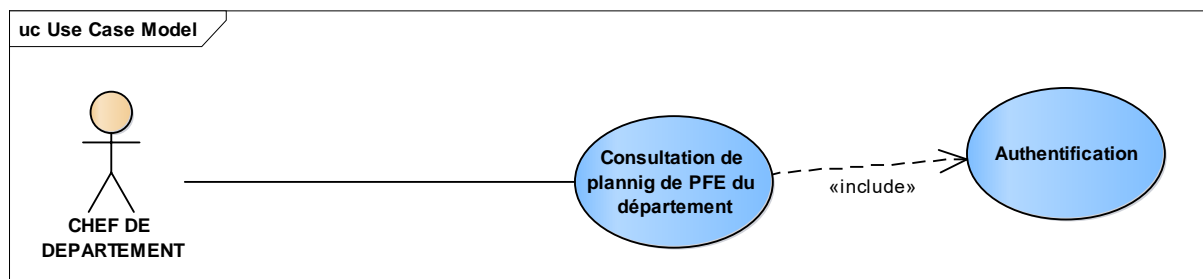 uc Use Case Model
CHEF DE
DEPARTEMENT
Consultation de
plannig de PFE du
département
«include»
Authentification